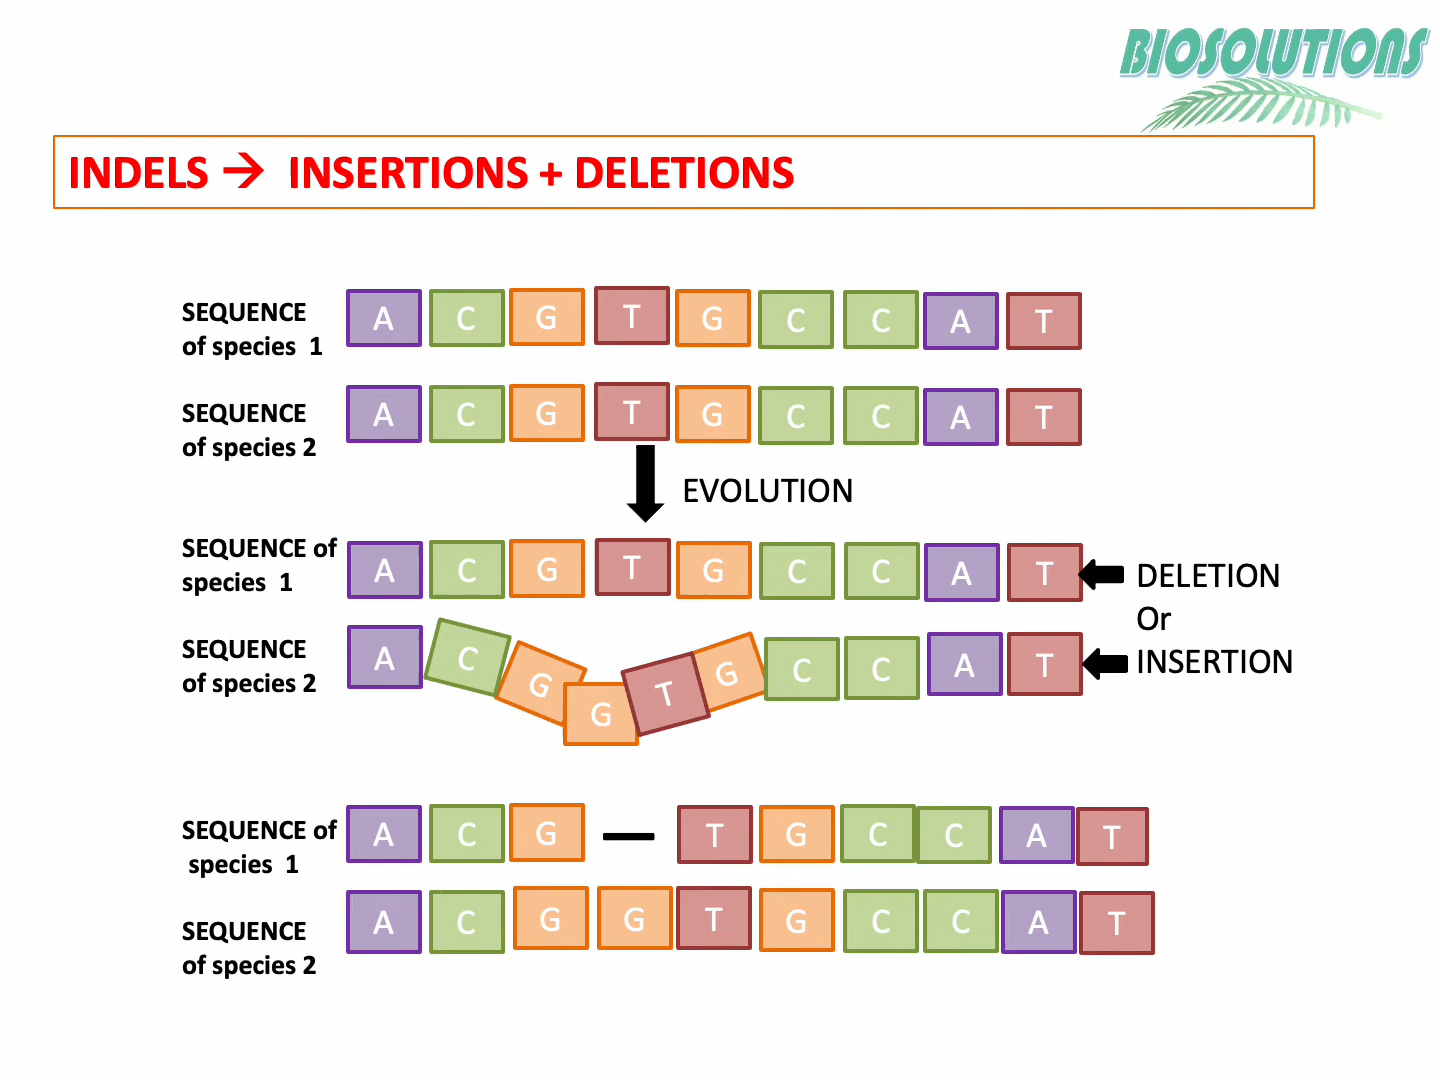 BIOSOLUTIONS
INDELS → INSERTIONS + DELETIONS
SEQUENCE
of species 1
A C G T G C C A T
SEQUENCE
of species 2
A C G T G C C A T
EVOLUTION
SEQUENCE of
species 1
A C G T G C C A T
DELETION
Or
INSERTION
SEQUENCE
of species 2
A C G G T G C C A T
SEQUENCE of
species 1
A C G — T G C C A T
SEQUENCE
of species 2
A C G G T G C C A T